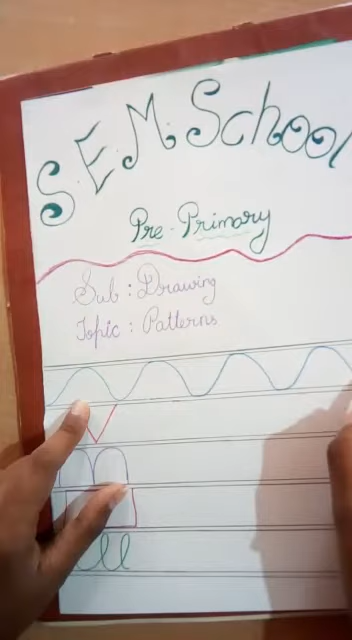 S.E.M. School
Pre-Primary
Sub : Drawing
Topic : Patterns